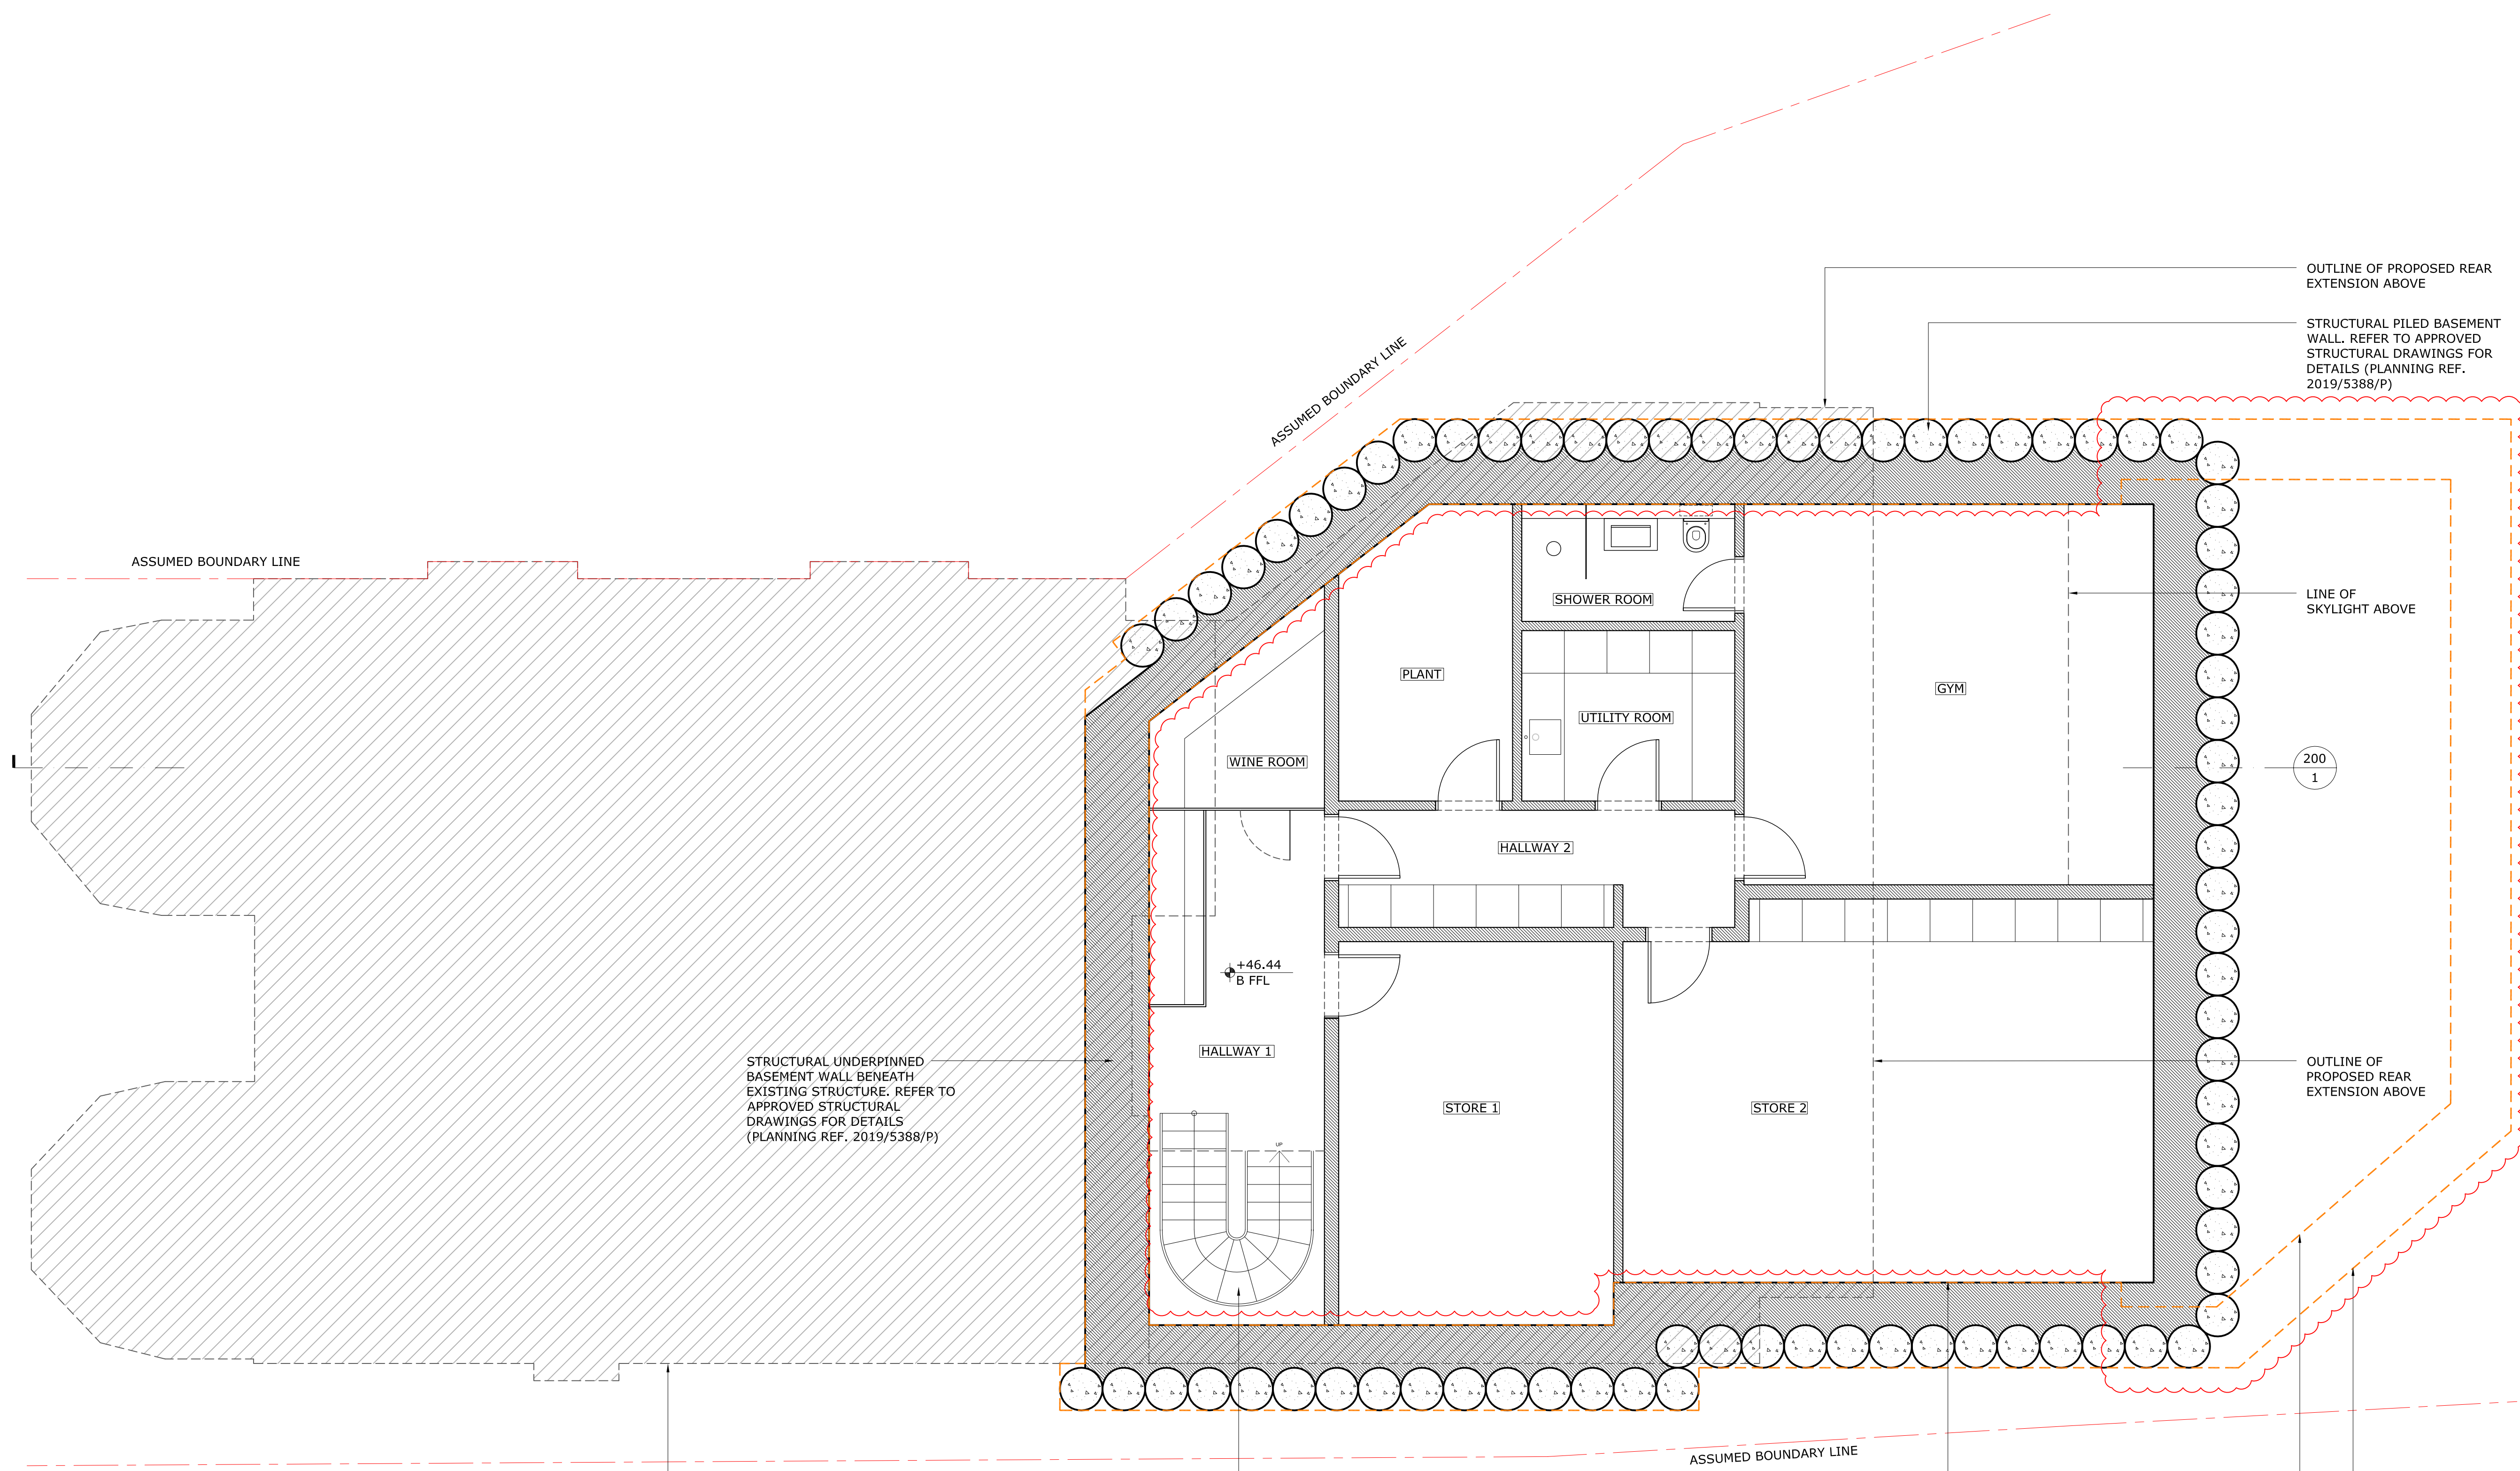 OUTLINE OF PROPOSED REAR
EXTENSION ABOVE
STRUCTURAL PILED BASEMENT
WALL. REFER TO APPROVED
STRUCTURAL DRAWINGS FOR
DETAILS (PLANNING REF.
2019/5388/P)
ASSUMED BOUNDARY LINE
ASSUMED BOUNDARY LINE
LINE OF
SKYLIGHT ABOVE
SHOWER ROOM
PLANT
GYM
UTILITY ROOM
WINE ROOM
200
1
HALLWAY 2
+46.44
B FFL
HALLWAY 1
STRUCTURAL UNDERPINNED
BASEMENT WALL BENEATH
EXISTING STRUCTURE. REFER TO
APPROVED STRUCTURAL
DRAWINGS FOR DETAILS
(PLANNING REF. 2019/5388/P)
OUTLINE OF
PROPOSED REAR
EXTENSION ABOVE
STORE 1
STORE 2
UP
ASSUMED BOUNDARY LINE